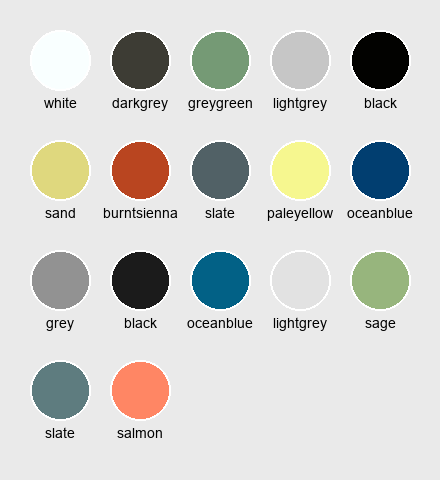 white darkgrey greygreen lightgrey black
sand burntsienna slate paleyellow oceanblue
grey black oceanblue lightgrey sage
slate salmon